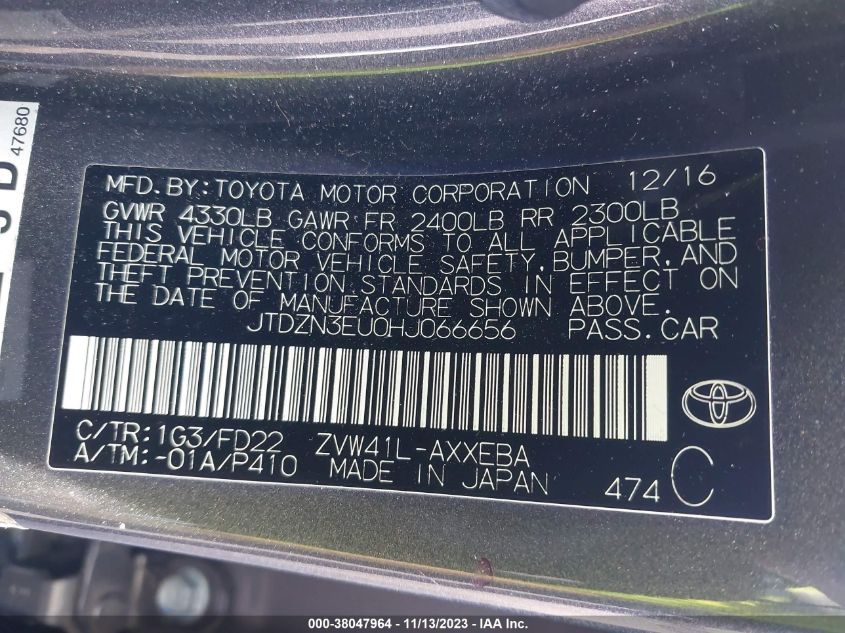 47680
MFD. BY: TOYOTA MOTOR CORPORATION 12/16
GVWR 4330LB GAWR FR 2400LB RR 2300LB
THIS VEHICLE CONFORMS TO ALL APPLICABLE
FEDERAL MOTOR VEHICLE SAFETY, BUMPER, AND
THEFT PREVENTION STANDARDS IN EFFECT ON
THE DATE OF MANUFACTURE SHOWN ABOVE.
JTDZN3EU0HJ066656 PASS. CAR
C/TR: 1G3/FD22 ZVW41L-AXXEBA
A/TM: -01A/P410 MADE IN JAPAN
474 C
000-38047964 - 11/13/2023 - IAA Inc.